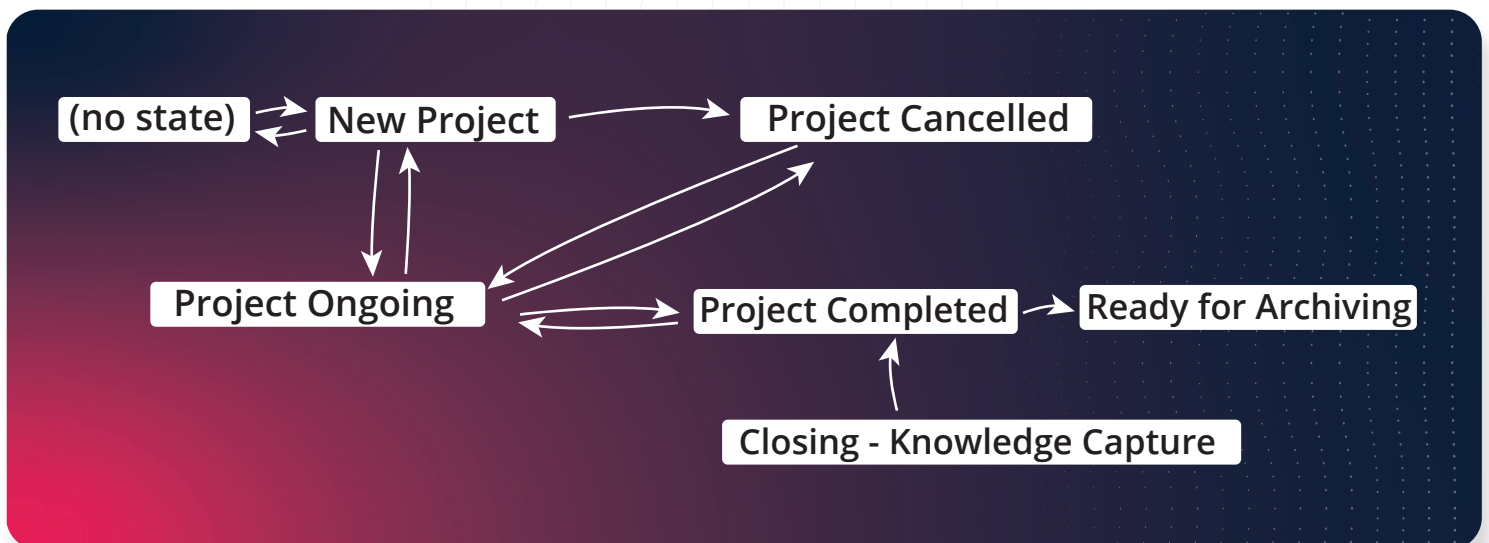 (no state)
New Project
Project Cancelled
Project Ongoing
Project Completed
Ready for Archiving
Closing - Knowledge Capture